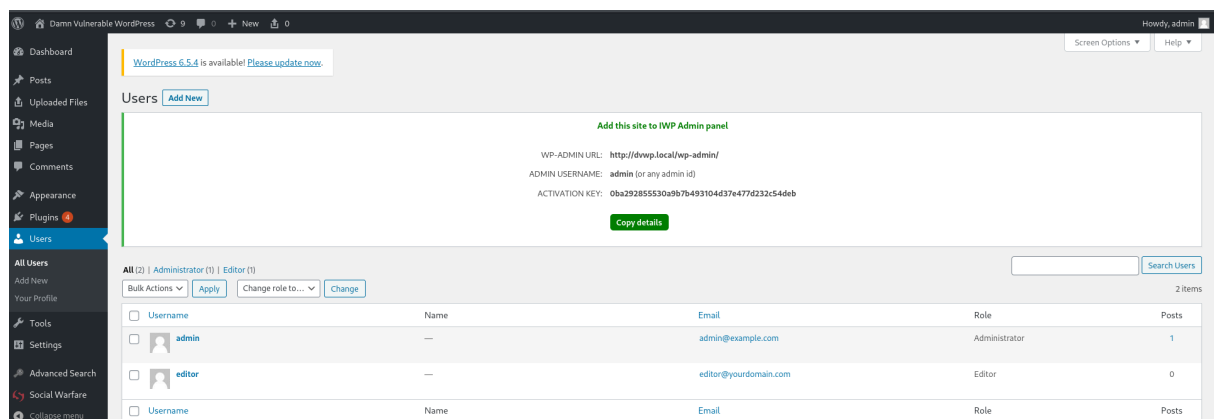 Damn Vulnerable WordPress 9 0 + New 0 Howdy, admin
Dashboard
Posts
Uploaded Files
Media
Pages
Comments
Appearance
Plugins 4
Users
All Users
Add New
Your Profile
Tools
Settings
Advanced Search
Social Warfare
Collapse menu
Screen Options ▼ Help ▼
WordPress 6.5.4 is available! Please update now.
Users Add New
Add this site to IWP Admin panel
WP-ADMIN URL: http://dvwp.local/wp-admin/
ADMIN USERNAME: admin (or any admin id)
ACTIVATION KEY: 0ba292855530a9b7b493104d37e477d232c54deb
Copy details
All (2) | Administrator (1) | Editor (1)
Search Users
Bulk Actions Apply Change role to... Change 2 items
Username Name Email Role Posts
admin — admin@example.com Administrator 1
editor — editor@yourdomain.com Editor 0
Username Name Email Role Posts